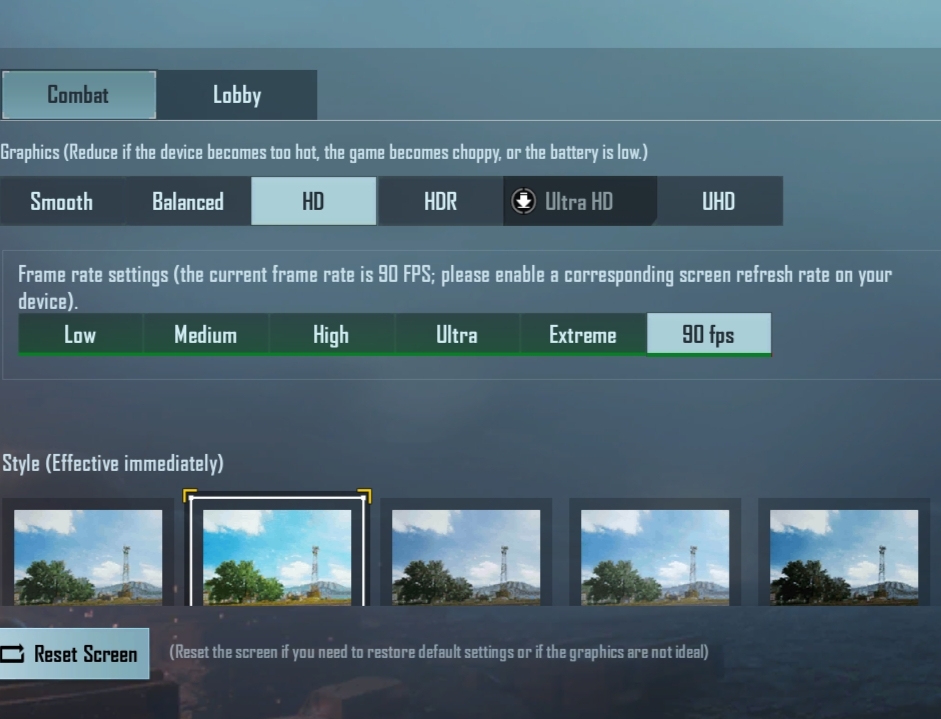 Combat
Lobby
Graphics (Reduce if the device becomes too hot, the game becomes choppy, or the battery is low.)
Smooth
Balanced
HD
HDR
Ultra HD
UHD
Frame rate settings (the current frame rate is 90 FPS; please enable a corresponding screen refresh rate on your
device).
Low
Medium
High
Ultra
Extreme
90 fps
Style (Effective immediately)
Reset Screen
(Reset the screen if you need to restore default settings or if the graphics are not ideal)